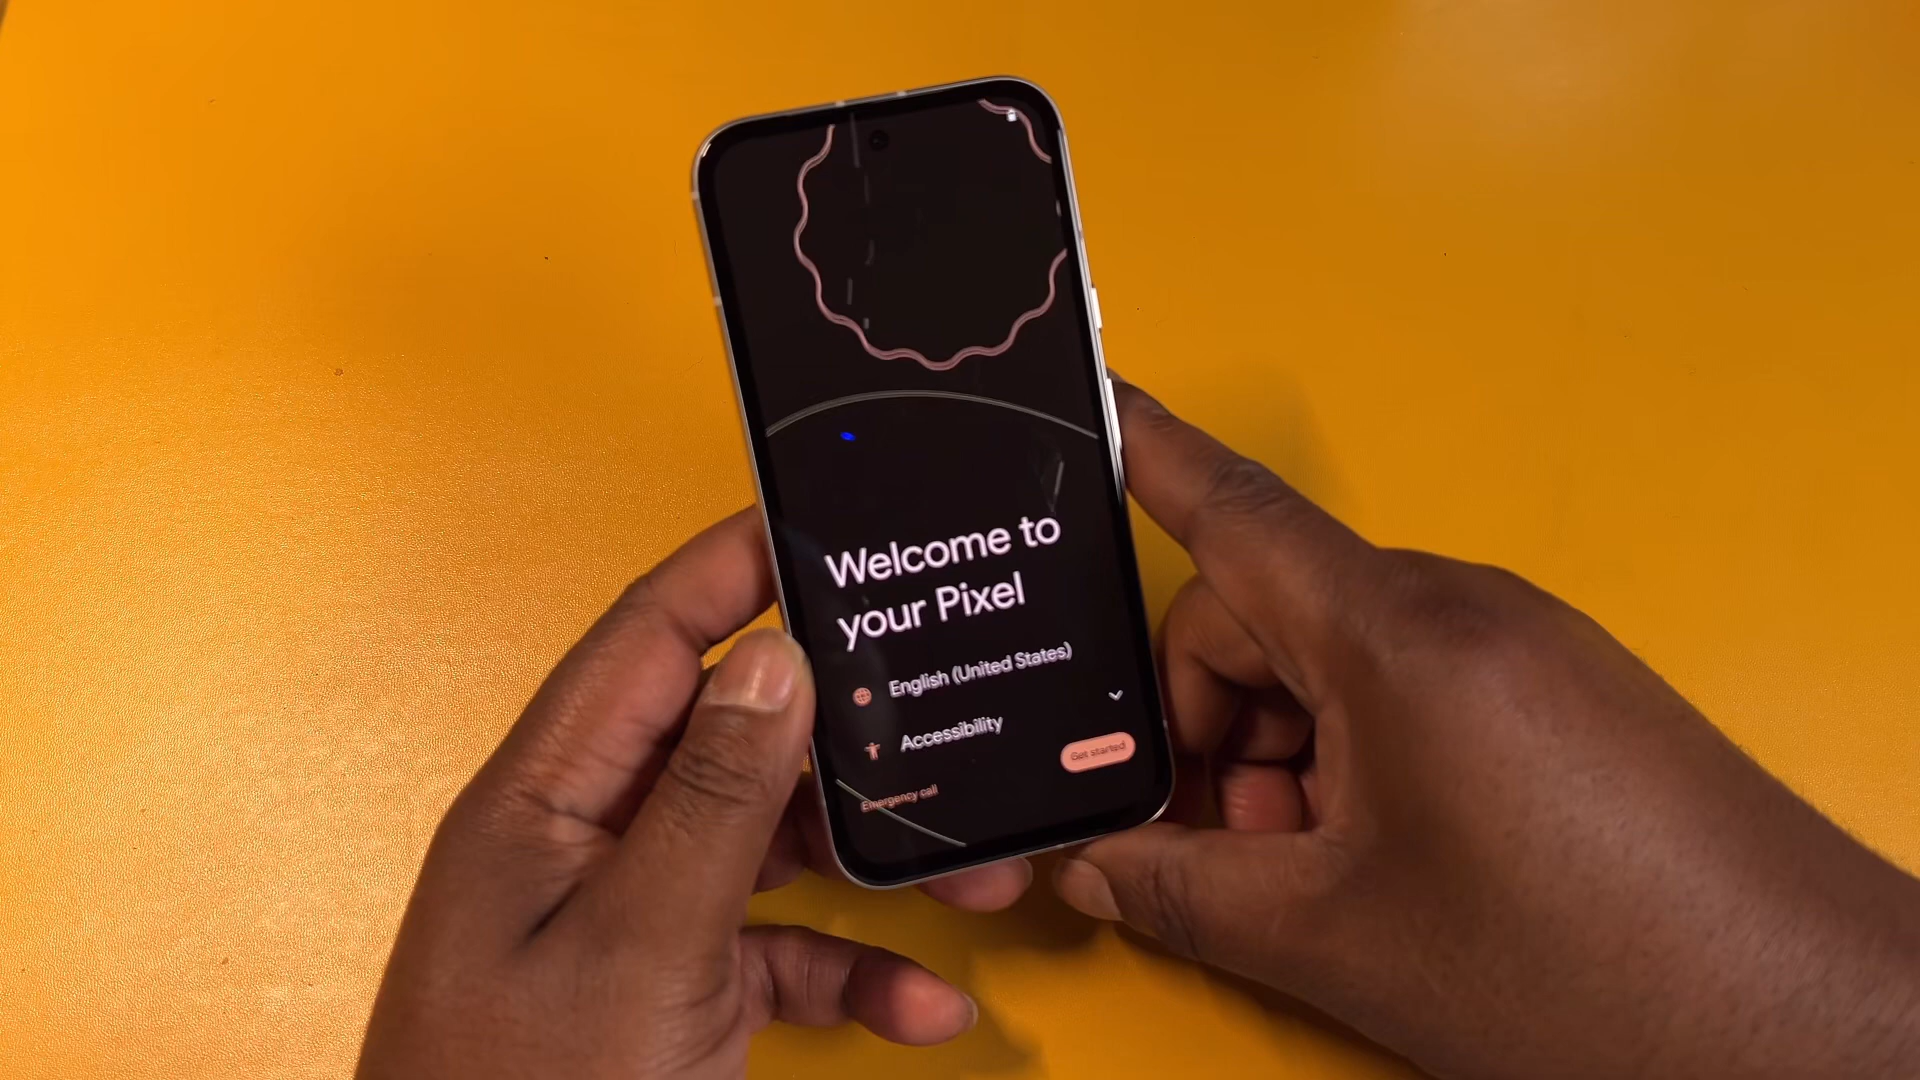 Welcome to
your Pixel
English (United States)
Accessibility
Get started
Emergency call